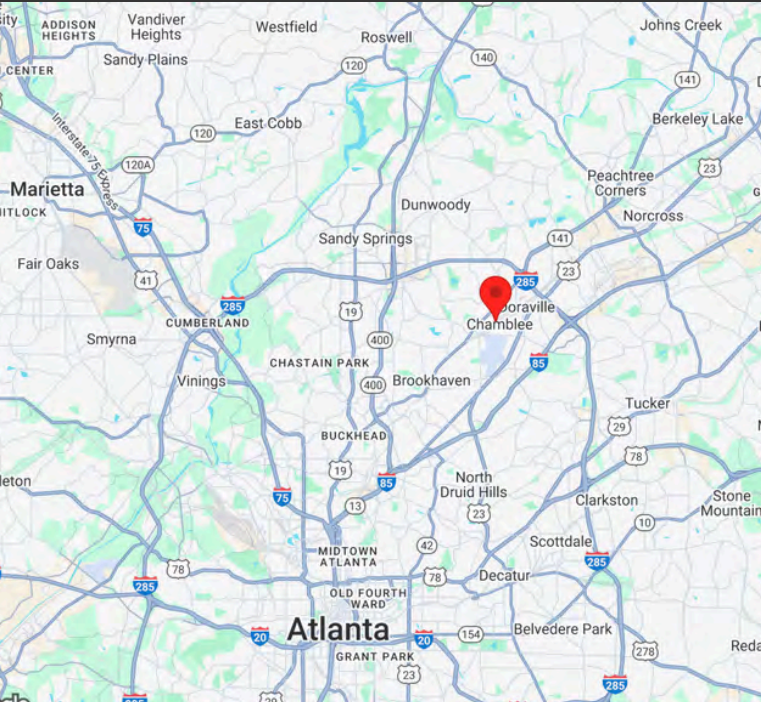 ADDISON
HEIGHTS
Vandiver
Heights
Westfield
Roswell
Johns Creek
CENTER
Sandy Plains
120
140
141
120
East Cobb
Berkeley Lake
Interstate 75 Express
120A
23
Marietta
Peachtree
Corners
Dunwoody
Norcross
75
Sandy Springs
141
Fair Oaks
23
41
285
285
19
Doraville
CUMBERLAND
Chamblee
Smyrna
400
CHASTAIN PARK
85
Vinings
400
Brookhaven
Tucker
29
BUCKHEAD
78
19
85
North
Druid Hills
75
Clarkston
Stone
Mountain
13
23
10
MIDTOWN
ATLANTA
42
Scottdale
78
285
78
Decatur
285
OLD FOURTH
WARD
Atlanta
20
20
154
Belvedere Park
GRANT PARK
278
23
285